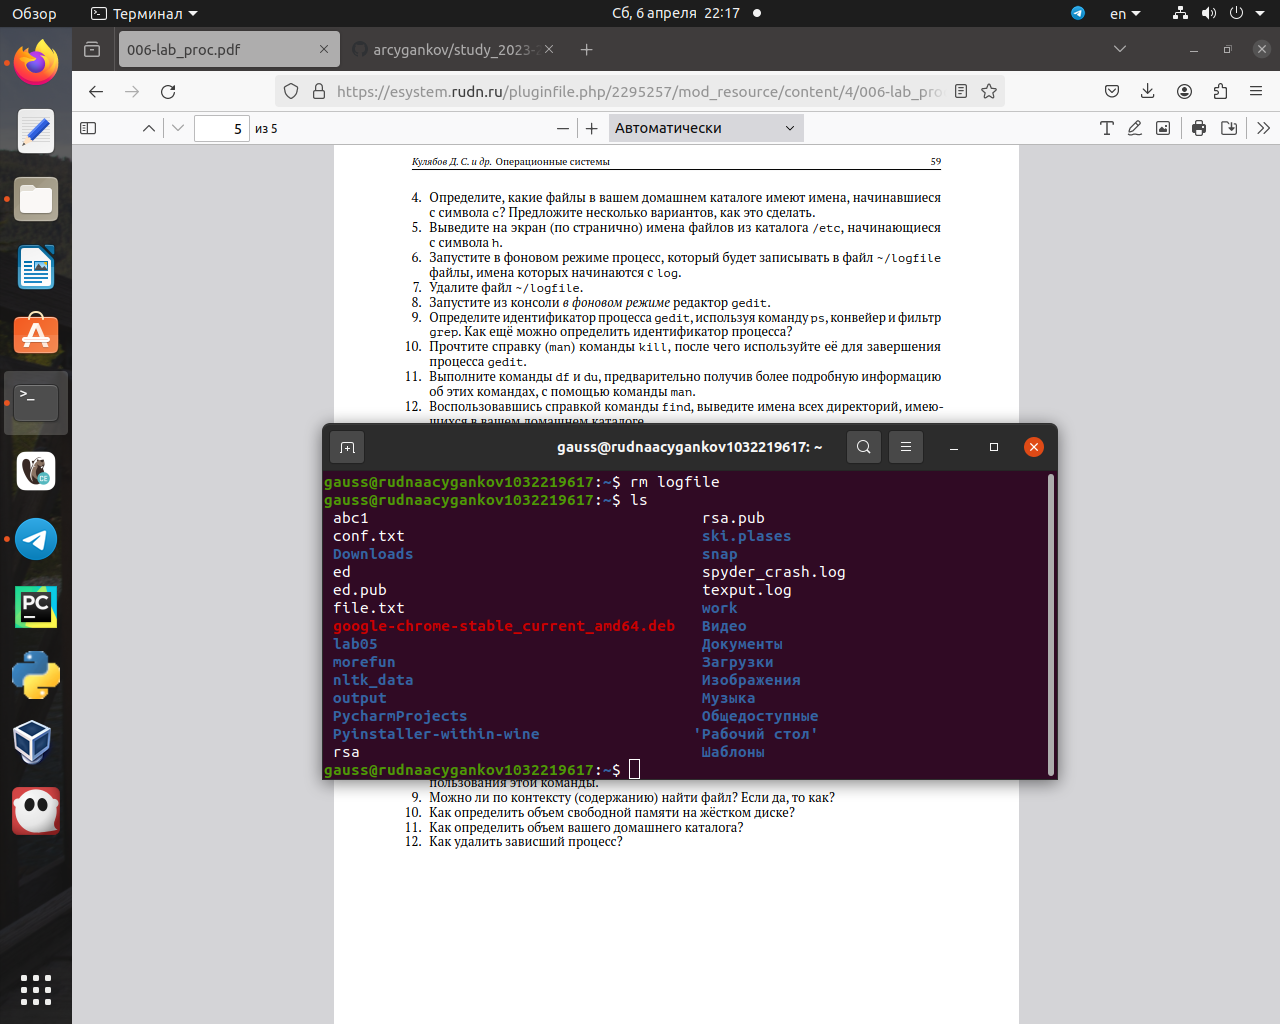 Обзор
Терминал
Сб, 6 апреля 22:17
en
006-lab_proc.pdf
arcygankov/study_2023-2
https://esystem.rudn.ru/pluginfile.php/2295257/mod_resource/content/4/006-lab_pro
5 из 5
Автоматически
Кулябов Д. С. и др. Операционные системы 59
4. Определите, какие файлы в вашем домашнем каталоге имеют имена, начинавшиеся
с символа c? Предложите несколько вариантов, как это сделать.
5. Выведите на экран (по странично) имена файлов из каталога /etc, начинающиеся
с символа h.
6. Запустите в фоновом режиме процесс, который будет записывать в файл ~/logfile
файлы, имена которых начинаются с log.
7. Удалите файл ~/logfile.
8. Запустите из консоли в фоновом режиме редактор gedit.
9. Определите идентификатор процесса gedit, используя команду ps, конвейер и фильтр
grep. Как ещё можно определить идентификатор процесса?
10. Прочтите справку (man) команды kill, после чего используйте её для завершения
процесса gedit.
11. Выполните команды df и du, предварительно получив более подробную информацию
об этих командах, с помощью команды man.
12. Воспользовавшись справкой команды find, выведите имена всех директорий, имею-
щихся в вашем домашнем каталоге.
gauss@rudnaacygankov1032219617: ~
gauss@rudnaacygankov1032219617:~$ rm logfile
gauss@rudnaacygankov1032219617:~$ ls
abc1 rsa.pub
conf.txt ski.plases
Downloads snap
ed spyder_crash.log
ed.pub texput.log
file.txt work
google-chrome-stable_current_amd64.deb Видео
lab05 Документы
morefun Загрузки
nltk_data Изображения
output Музыка
PycharmProjects Общедоступные
Pyinstaller-within-wine 'Рабочий стол'
rsa Шаблоны
gauss@rudnaacygankov1032219617:~$
пользования этой команды.
9. Можно ли по контексту (содержанию) найти файл? Если да, то как?
10. Как определить объем свободной памяти на жёстком диске?
11. Как определить объем вашего домашнего каталога?
12. Как удалить зависший процесс?